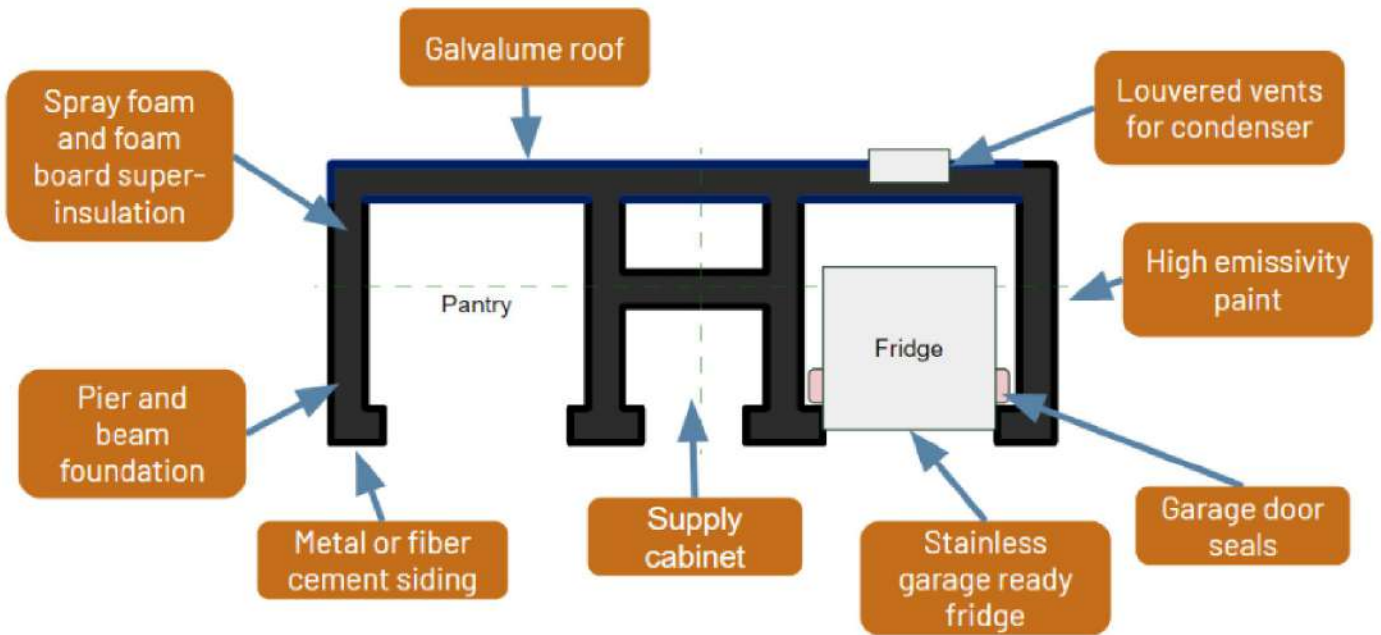 Galvalume roof
Spray foam
and foam
board super-
insulation
Louvered vents
for condenser
High emissivity
paint
Pantry
Fridge
Pier and
beam
foundation
Metal or fiber
cement siding
Supply
cabinet
Stainless
garage ready
fridge
Garage door
seals